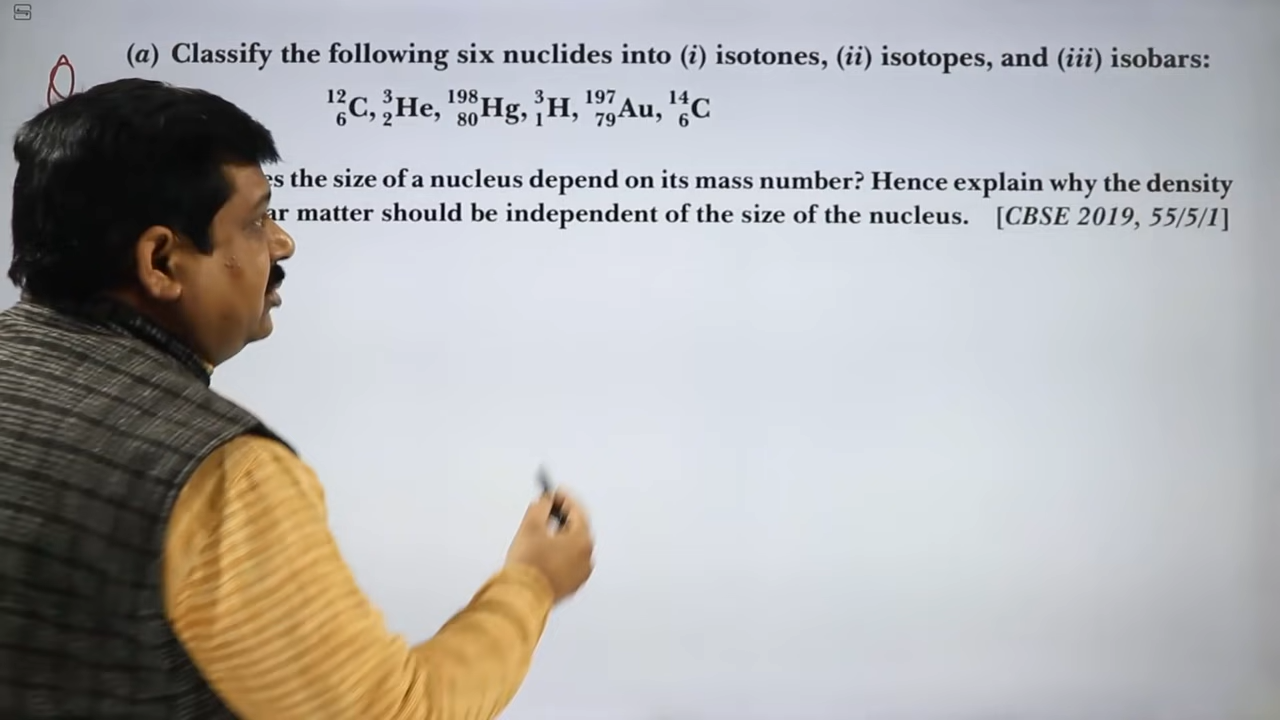 Q
(a) Classify the following six nuclides into (i) isotones, (ii) isotopes, and (iii) isobars:
¹²₆C, ³₂He, ¹⁹⁸₈₀Hg, ³₁H, ¹⁹⁷₇₉Au, ¹⁴₆C
the size of a nucleus depend on its mass number? Hence explain why the density
matter should be independent of the size of the nucleus. [CBSE 2019, 55/5/1]